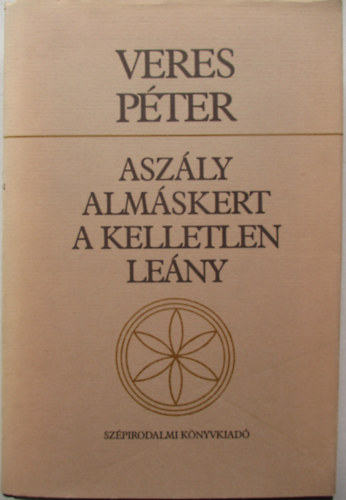 VERES
PÉTER
ASZÁLY
ALMÁSKERT
A KELLETLEN
LEÁNY
SZÉPIRODALMI KÖNYVKIADÓ